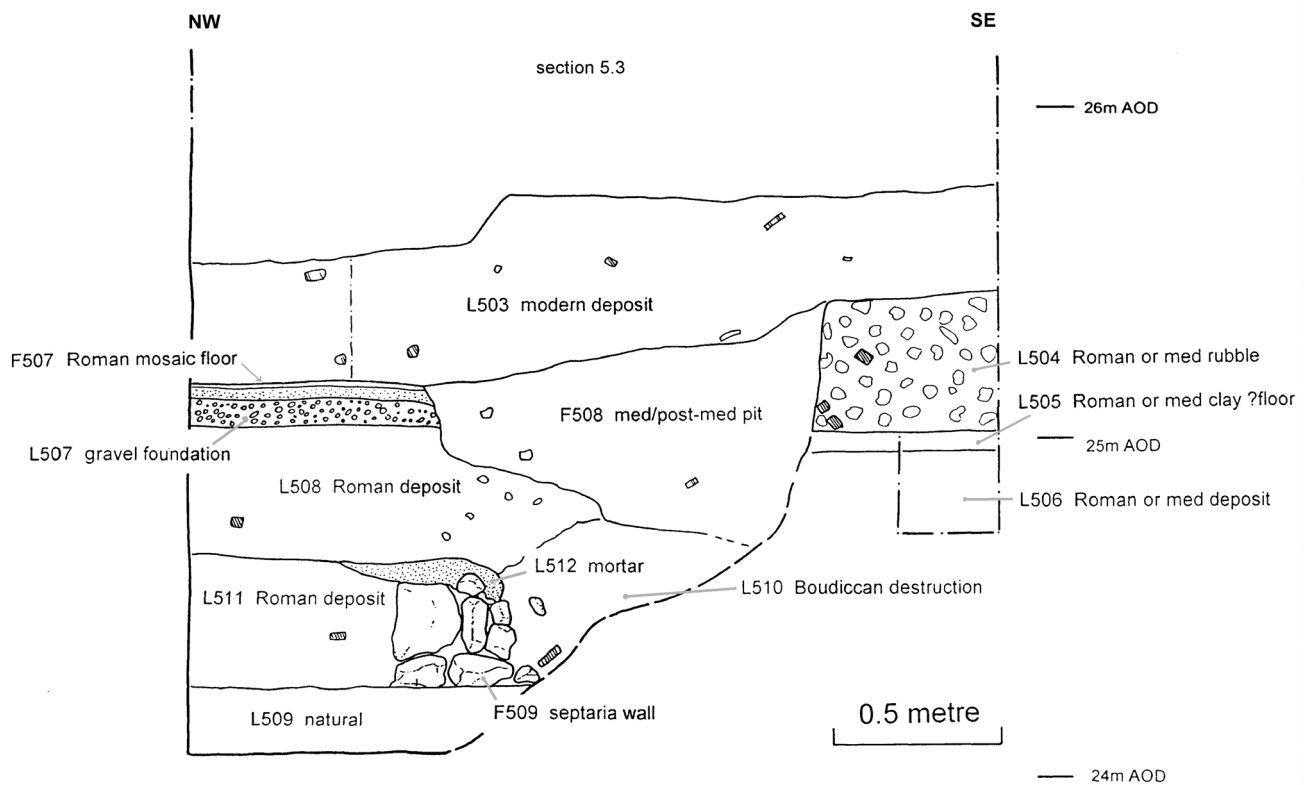 NW
SE
section 5.3
26m AOD
L503 modern deposit
F507 Roman mosaic floor
L504 Roman or med rubble
L505 Roman or med clay ?floor
F508 med/post-med pit
25m AOD
L507 gravel foundation
L508 Roman deposit
L506 Roman or med deposit
L512 mortar
L510 Boudiccan destruction
L511 Roman deposit
L509 natural
F509 septaria wall
0.5 metre
24m AOD